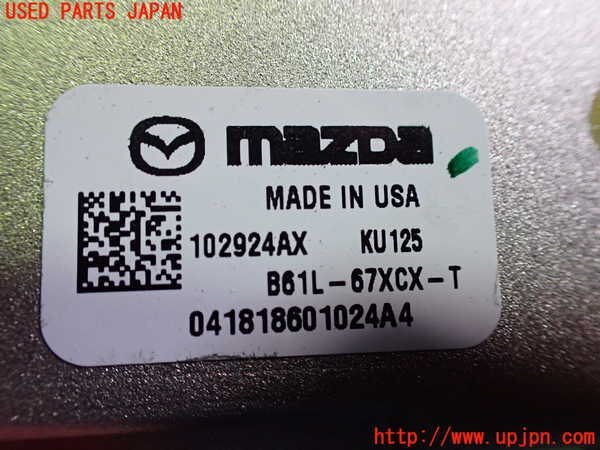 USED PARTS JAPAN
mazda
MADE IN USA
102924AX KU125
B61L-67XCX-T
041818601024A4
http://www.upjpn.com/